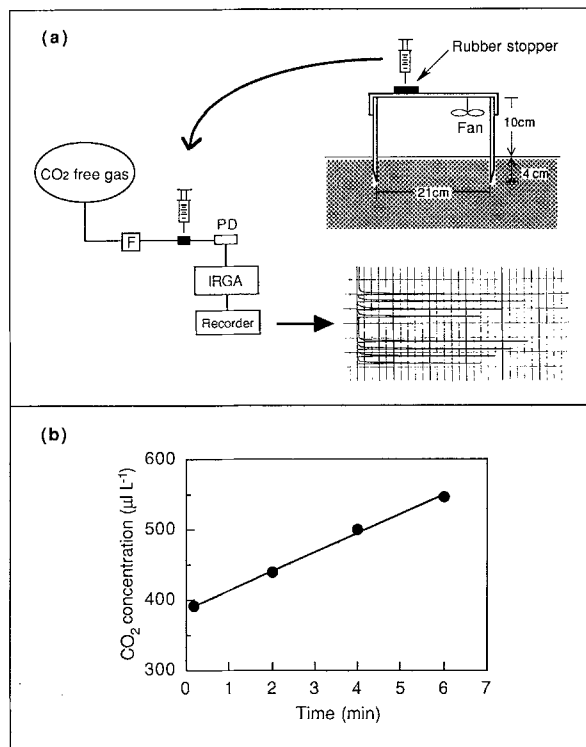 (a)
Rubber stopper
Fan
10cm
4 cm
21cm
CO2 free gas
F
PD
IRGA
Recorder
(b)
600
500
400
300
CO2 concentration (µl L-1)
0 1 2 3 4 5 6 7
Time (min)